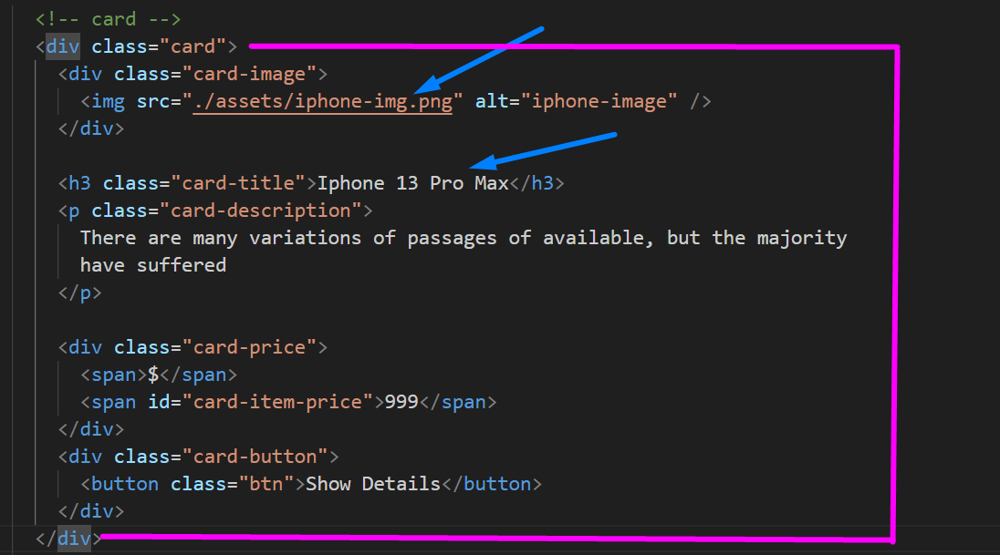 <!-- card -->
<div class="card">
<div class="card-image">
<img src="./assets/iphone-img.png" alt="iphone-image" />
</div>
<h3 class="card-title">Iphone 13 Pro Max</h3>
<p class="card-description">
There are many variations of passages of available, but the majority
have suffered
</p>
<div class="card-price">
<span>$</span>
<span id="card-item-price">999</span>
</div>
<div class="card-button">
<button class="btn">Show Details</button>
</div>
</div>